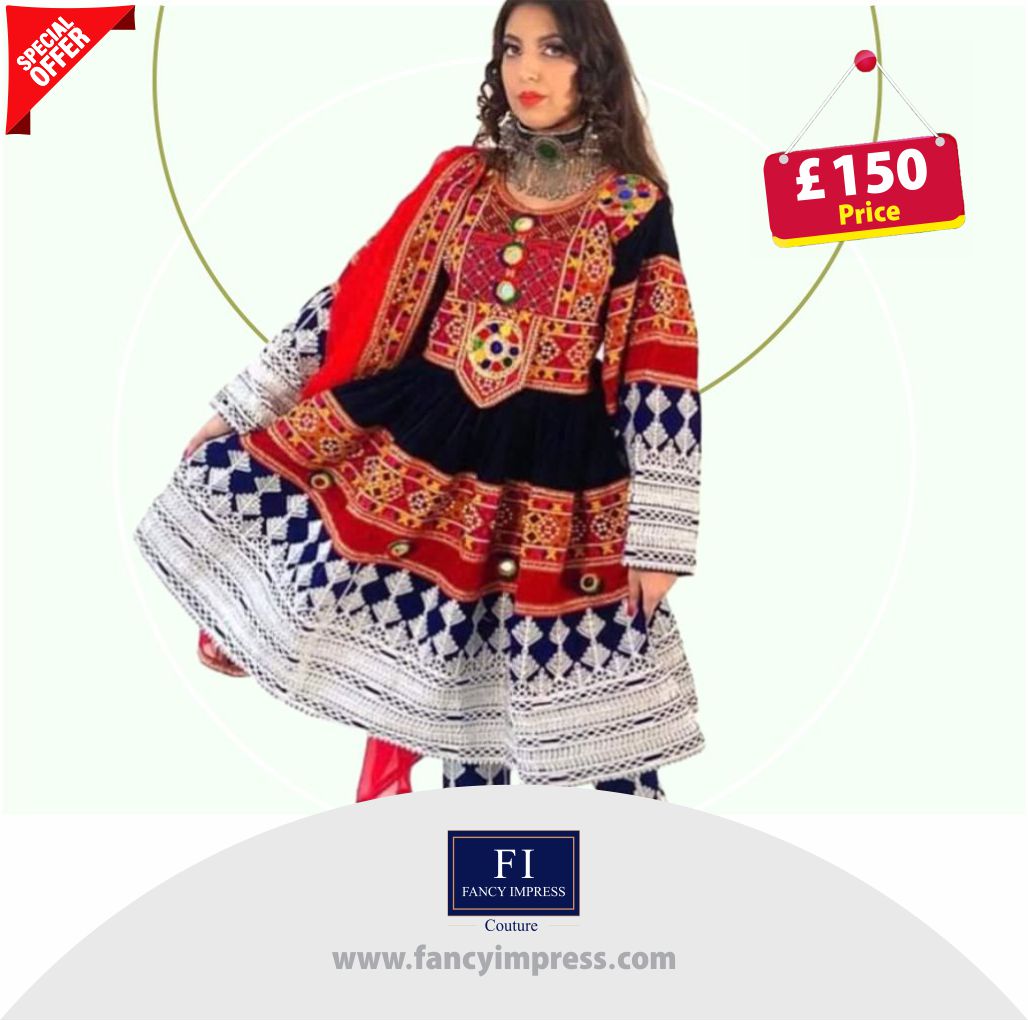 SPECIAL
OFFER
£ 150
Price
FI
FANCY IMPRESS
Couture
www.fancyimpress.com